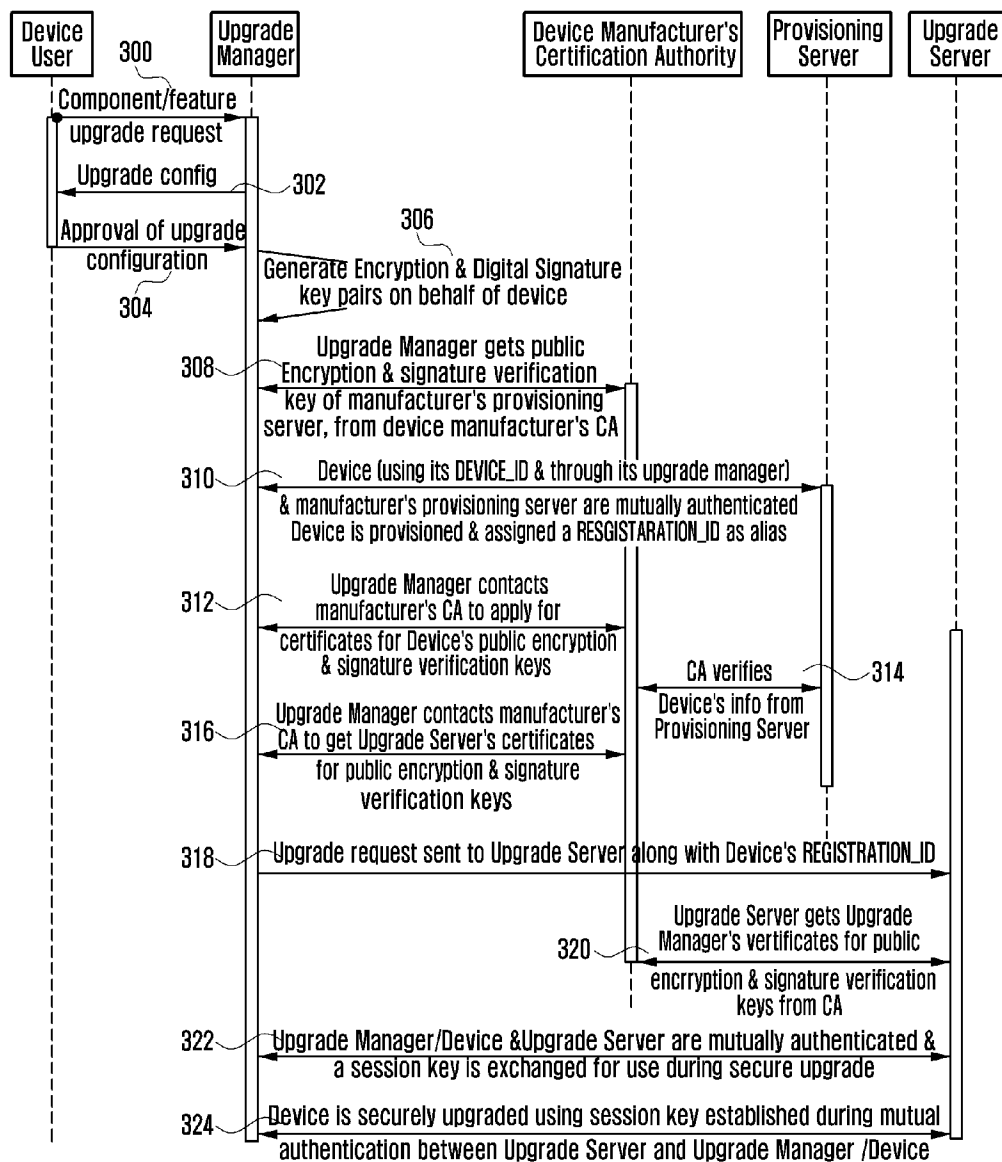 Device
User
Upgrade
Manager
Device Manufacturer's
Certification Authority
Provisioning
Server
Upgrade
Server
300
Component/feature
upgrade request
Upgrade config
302
Approval of upgrade
configuration
304
306
Generate Encryption & Digital Signature
key pairs on behalf of device
308
Upgrade Manager gets public
Encryption & signature verification
key of manufacturer's provisioning
server, from device manufacturer's CA
310
Device (using its DEVICE_ID & through its upgrade manager)
& manufacturer's provisioning server are mutually authenticated
Device is provisioned & assigned a RESGISTARATION_ID as alias
312
Upgrade Manager contacts
manufacturer's CA to apply for
certificates for Device's public encryption
& signature verification keys
CA verifies
314
Device's info from
Provisioning Server
316
Upgrade Manager contacts manufacturer's
CA to get Upgrade Server's certificates
for public encryption & signature
verification keys
318
Upgrade request sent to Upgrade Server along with Device's REGISTRATION_ID
320
Upgrade Server gets Upgrade
Manager's vertificates for public
encrryption & signature verification
keys from CA
322
Upgrade Manager/Device &Upgrade Server are mutually authenticated &
a session key is exchanged for use during secure upgrade
324
Device is securely upgraded using session key established during mutual
authentication between Upgrade Server and Upgrade Manager /Device